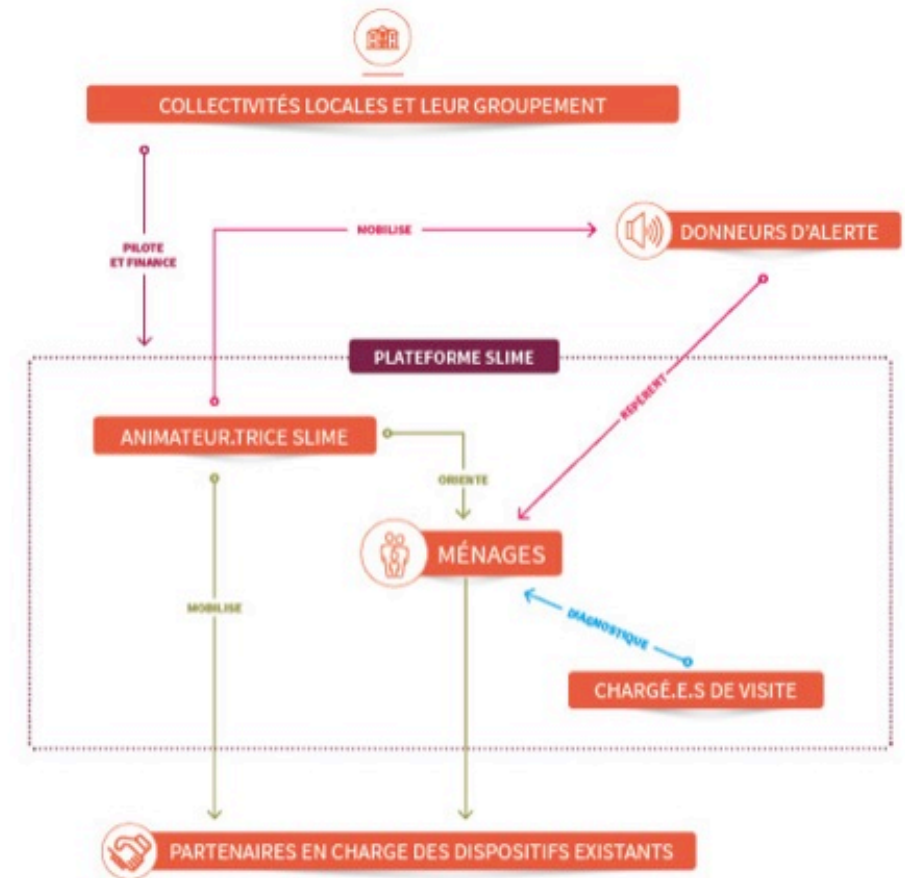 COLLECTIVITÉS LOCALES ET LEUR GROUPEMENT
MOBILISE
DONNEURS D'ALERTE
PILOTE
ET FINANCE
PLATEFORME SLIME
REPÈRENT
ANIMATEUR.TRICE SLIME
ORIENTE
MÉNAGES
MOBILISE
DIAGNOSTIQUE
CHARGÉ.E.S DE VISITE
PARTENAIRES EN CHARGE DES DISPOSITIFS EXISTANTS